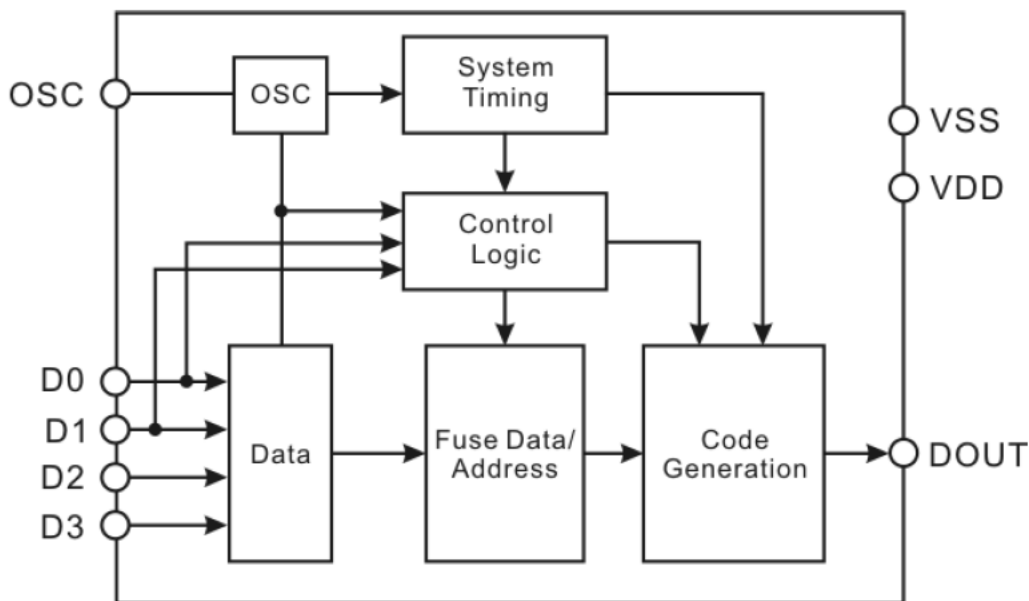 OSC
OSC
System
Timing
VSS
VDD
Control
Logic
D0
D1
D2
D3
Data
Fuse Data/
Address
Code
Generation
DOUT